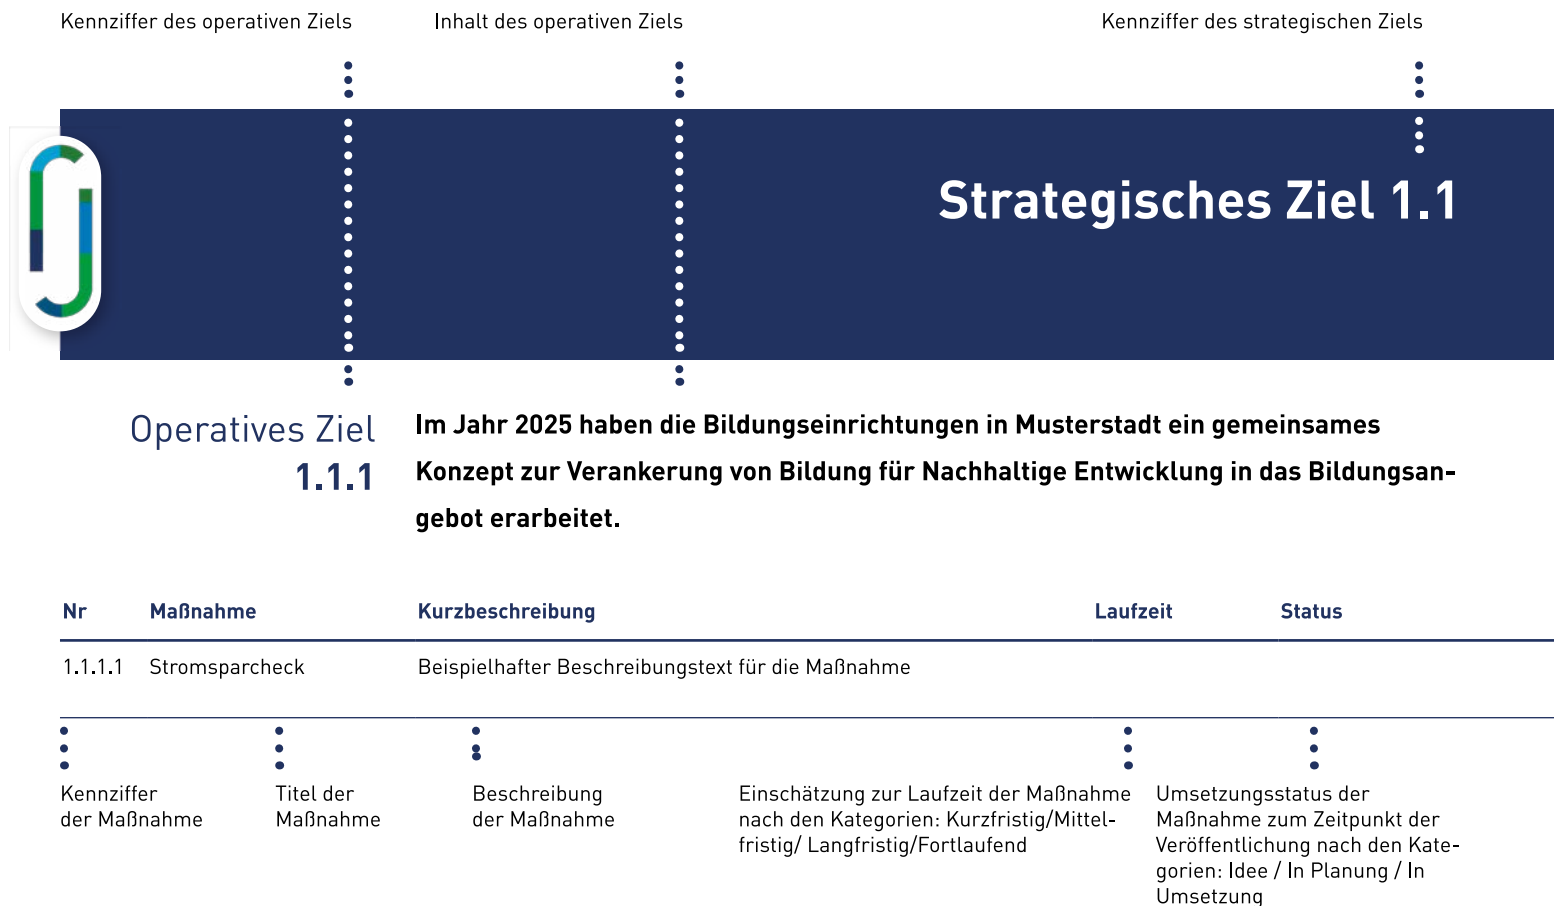 Kennziffer des operativen Ziels
Inhalt des operativen Ziels
Kennziffer des strategischen Ziels
Strategisches Ziel 1.1
Operatives Ziel
1.1.1
Im Jahr 2025 haben die Bildungseinrichtungen in Musterstadt ein gemeinsames
Konzept zur Verankerung von Bildung für Nachhaltige Entwicklung in das Bildungsan-
gebot erarbeitet.
Nr Maßnahme Kurzbeschreibung Laufzeit Status
1.1.1.1 Stromsparcheck Beispielhafter Beschreibungstext für die Maßnahme
Kennziffer
der Maßnahme
Titel der
Maßnahme
Beschreibung
der Maßnahme
Einschätzung zur Laufzeit der Maßnahme
nach den Kategorien: Kurzfristig/Mittel-
fristig/ Langfristig/Fortlaufend
Umsetzungsstatus der
Maßnahme zum Zeitpunkt der
Veröffentlichung nach den Kate-
gorien: Idee / In Planung / In
Umsetzung